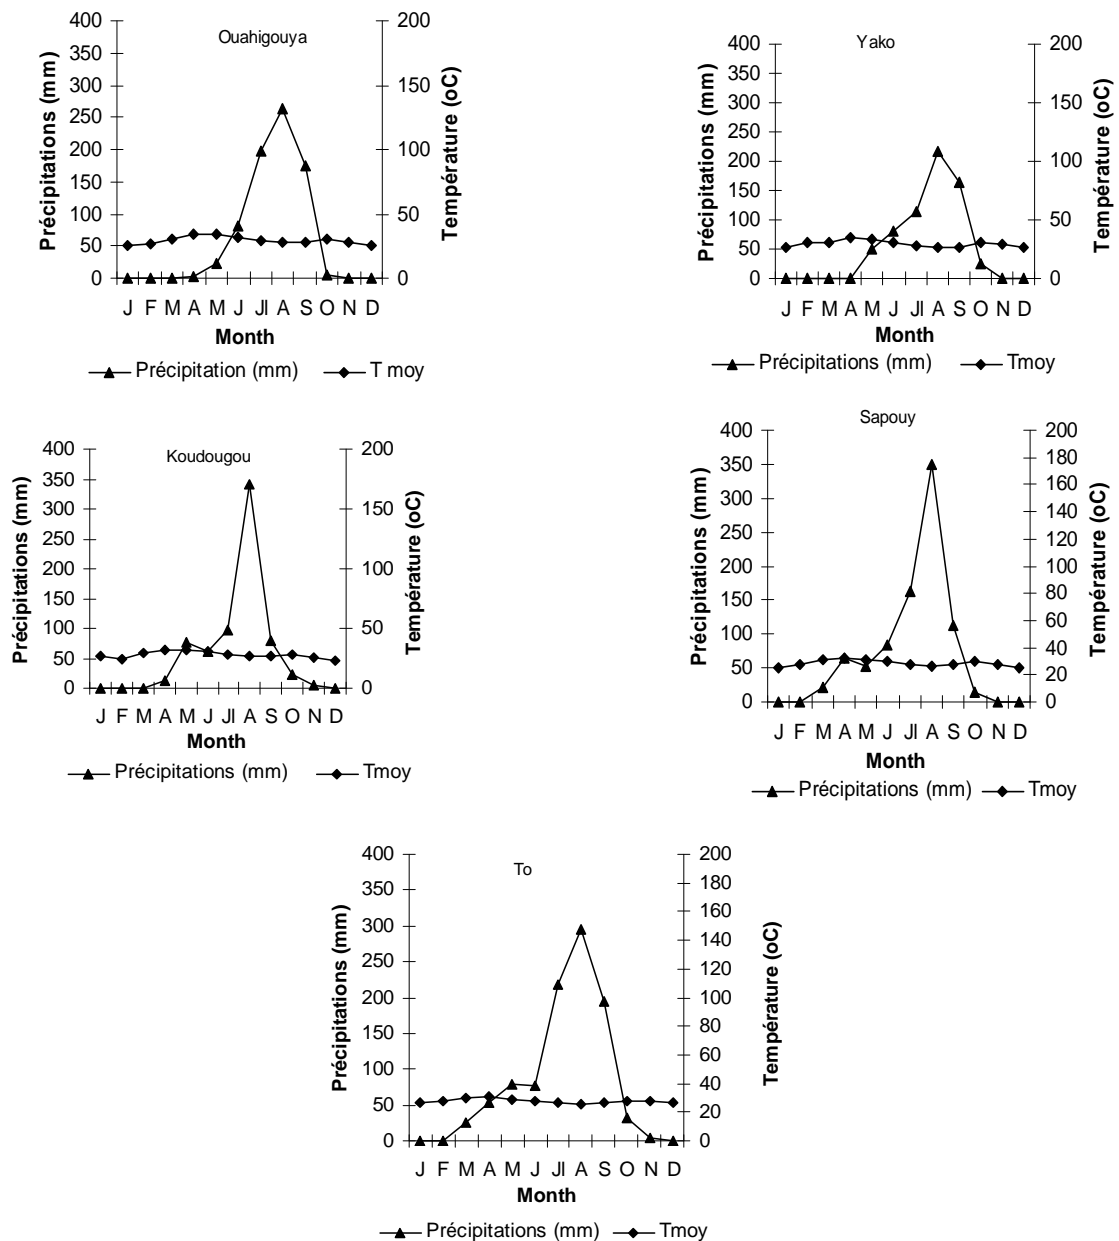 Ouahigouya
Précipitations (mm)
400
350
300
250
200
150
100
50
0
200
150
100
50
0
Température (oC)
J F M A M J Jl A S O N D
Month
Précipitation (mm) T moy
Yako
Précipitations (mm)
400
350
300
250
200
150
100
50
0
200
150
100
50
0
Température (oC)
J F M A M J Jl A S O N D
Month
Précipitations (mm) Tmoy
Koudougou
Précipitations (mm)
400
350
300
250
200
150
100
50
0
200
150
100
50
0
Température (oC)
J F M A M J Jl A S O N D
Month
Précipitations (mm) Tmoy
Sapouy
Précipitations (mm)
400
350
300
250
200
150
100
50
0
200
180
160
140
120
100
80
60
40
20
0
Température (oC)
J F M A M J Jl A S O N D
Month
Précipitations (mm) Tmoy
To
Précipitations (mm)
400
350
300
250
200
150
100
50
0
200
180
160
140
120
100
80
60
40
20
0
Température (oC)
J F M A M J Jl A S O N D
Month
Précipitations (mm) Tmoy